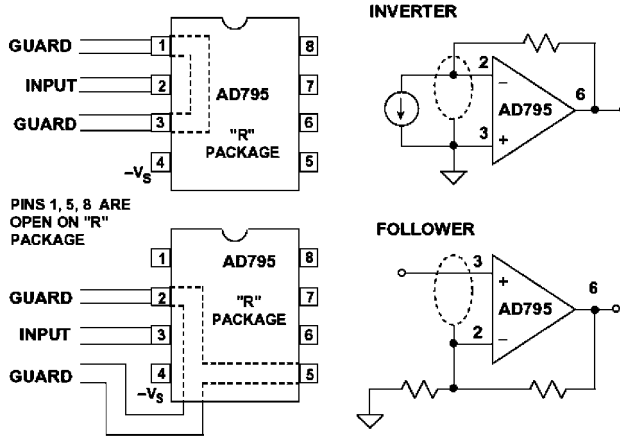 INVERTER
GUARD
INPUT
GUARD
1
2
3
4
8
7
6
5
AD795
"R"
PACKAGE
–VS
2
–
3
+
6
AD795
PINS 1, 5, 8 ARE
OPEN ON "R"
PACKAGE
FOLLOWER
GUARD
INPUT
GUARD
1
2
3
4
8
7
6
5
AD795
"R"
PACKAGE
–VS
3
+
2
–
6
AD795